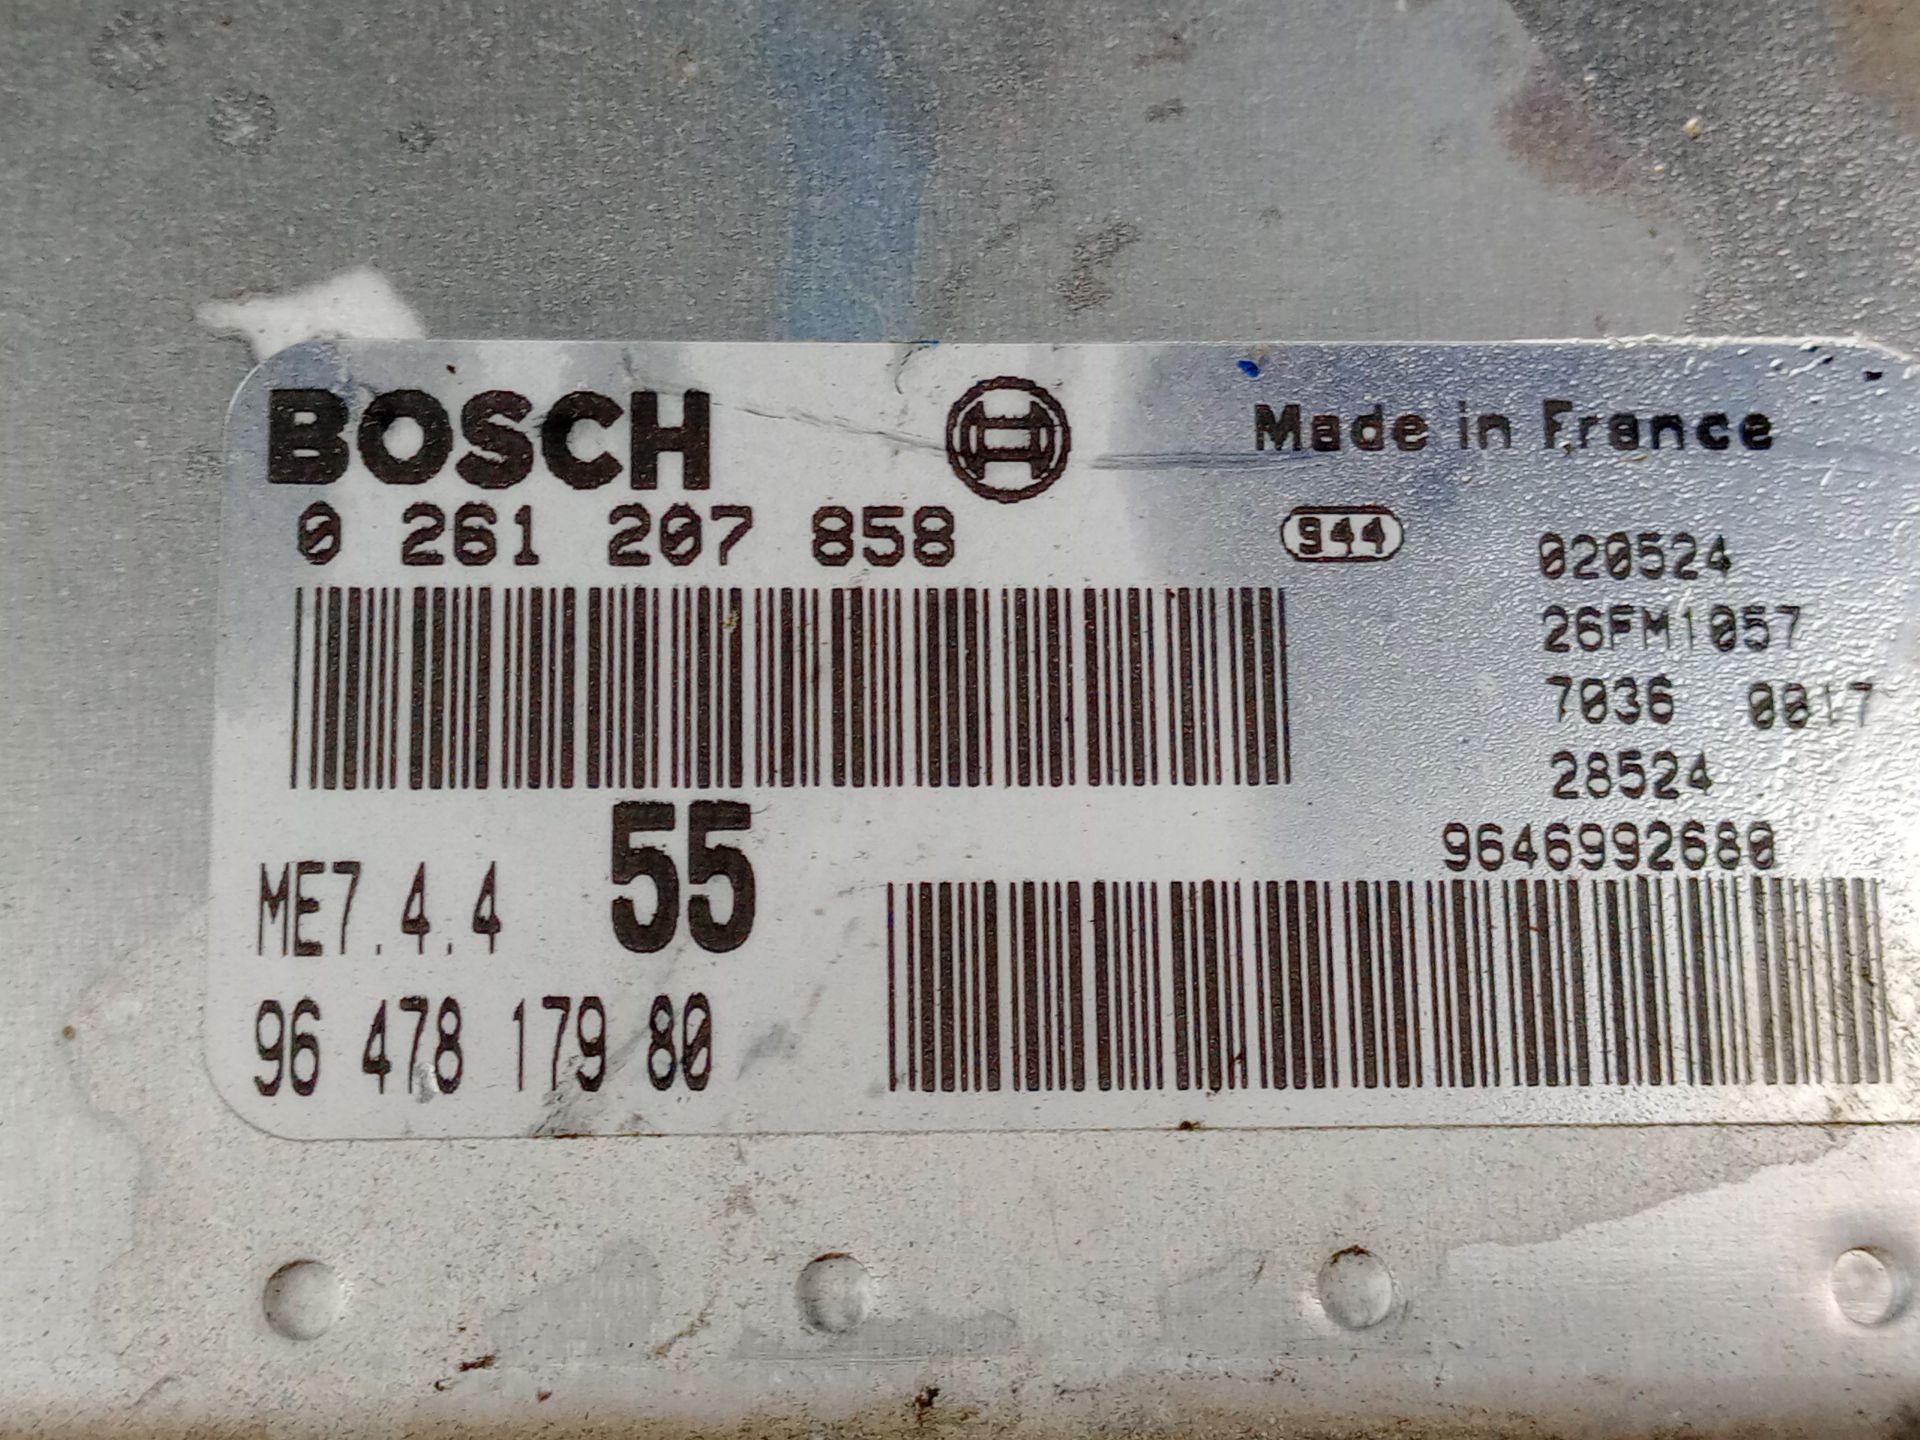 BOSCH
Made in France
0 261 207 858
944
020524
26FM1057
7036 0017
28524
55
9646992680
ME7.4.4
96 478 179 80